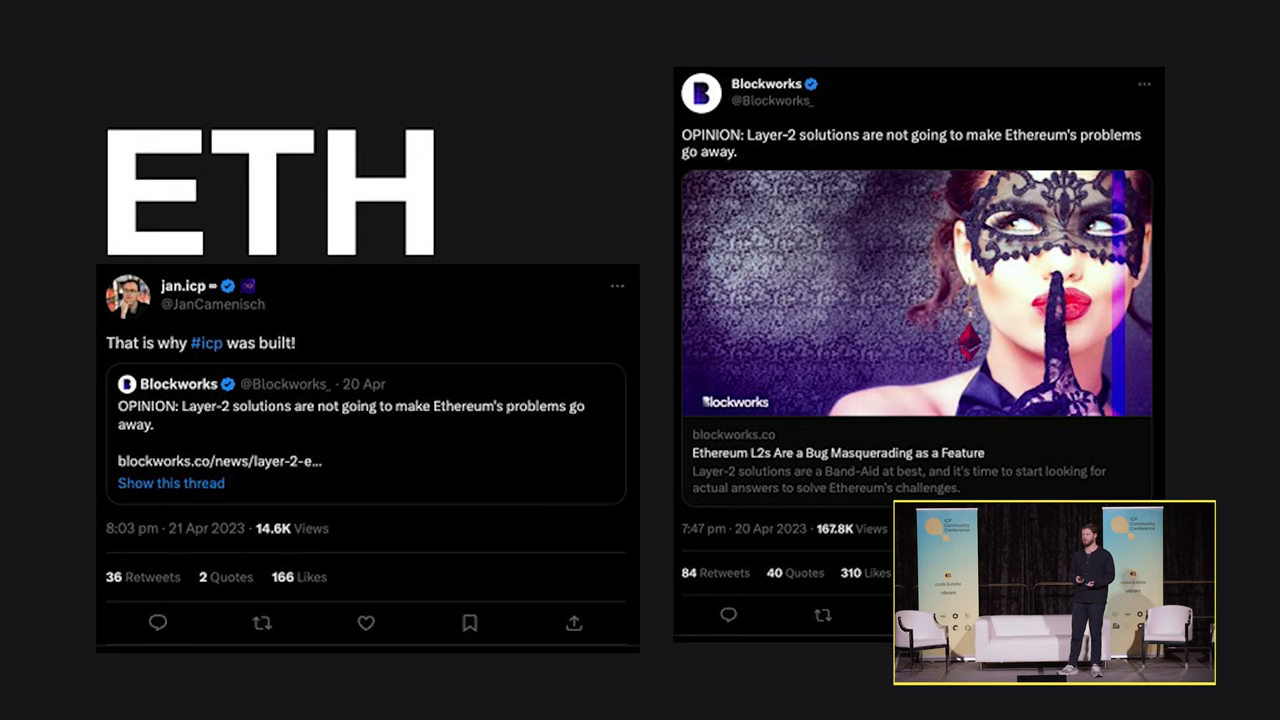 ETH
jan.icp ∞
@JanCamenisch
That is why #icp was built!
Blockworks @Blockworks_ · 20 Apr
OPINION: Layer-2 solutions are not going to make Ethereum's problems go
away.
blockworks.co/news/layer-2-e...
Show this thread
8:03 pm · 21 Apr 2023 · 14.6K Views
36 Retweets 2 Quotes 166 Likes
Blockworks
@Blockworks_
OPINION: Layer-2 solutions are not going to make Ethereum's problems
go away.
Blockworks
blockworks.co
Ethereum L2s Are a Bug Masquerading as a Feature
Layer-2 solutions are a Band-Aid at best, and it's time to start looking for
actual answers to solve Ethereum's challenges.
7:47 pm · 20 Apr 2023 · 167.8K Views
84 Retweets 40 Quotes 310 Likes
ICP
Community
Conference
code&state
vibrant
ICP
Community
Conference
code&state
vibrant